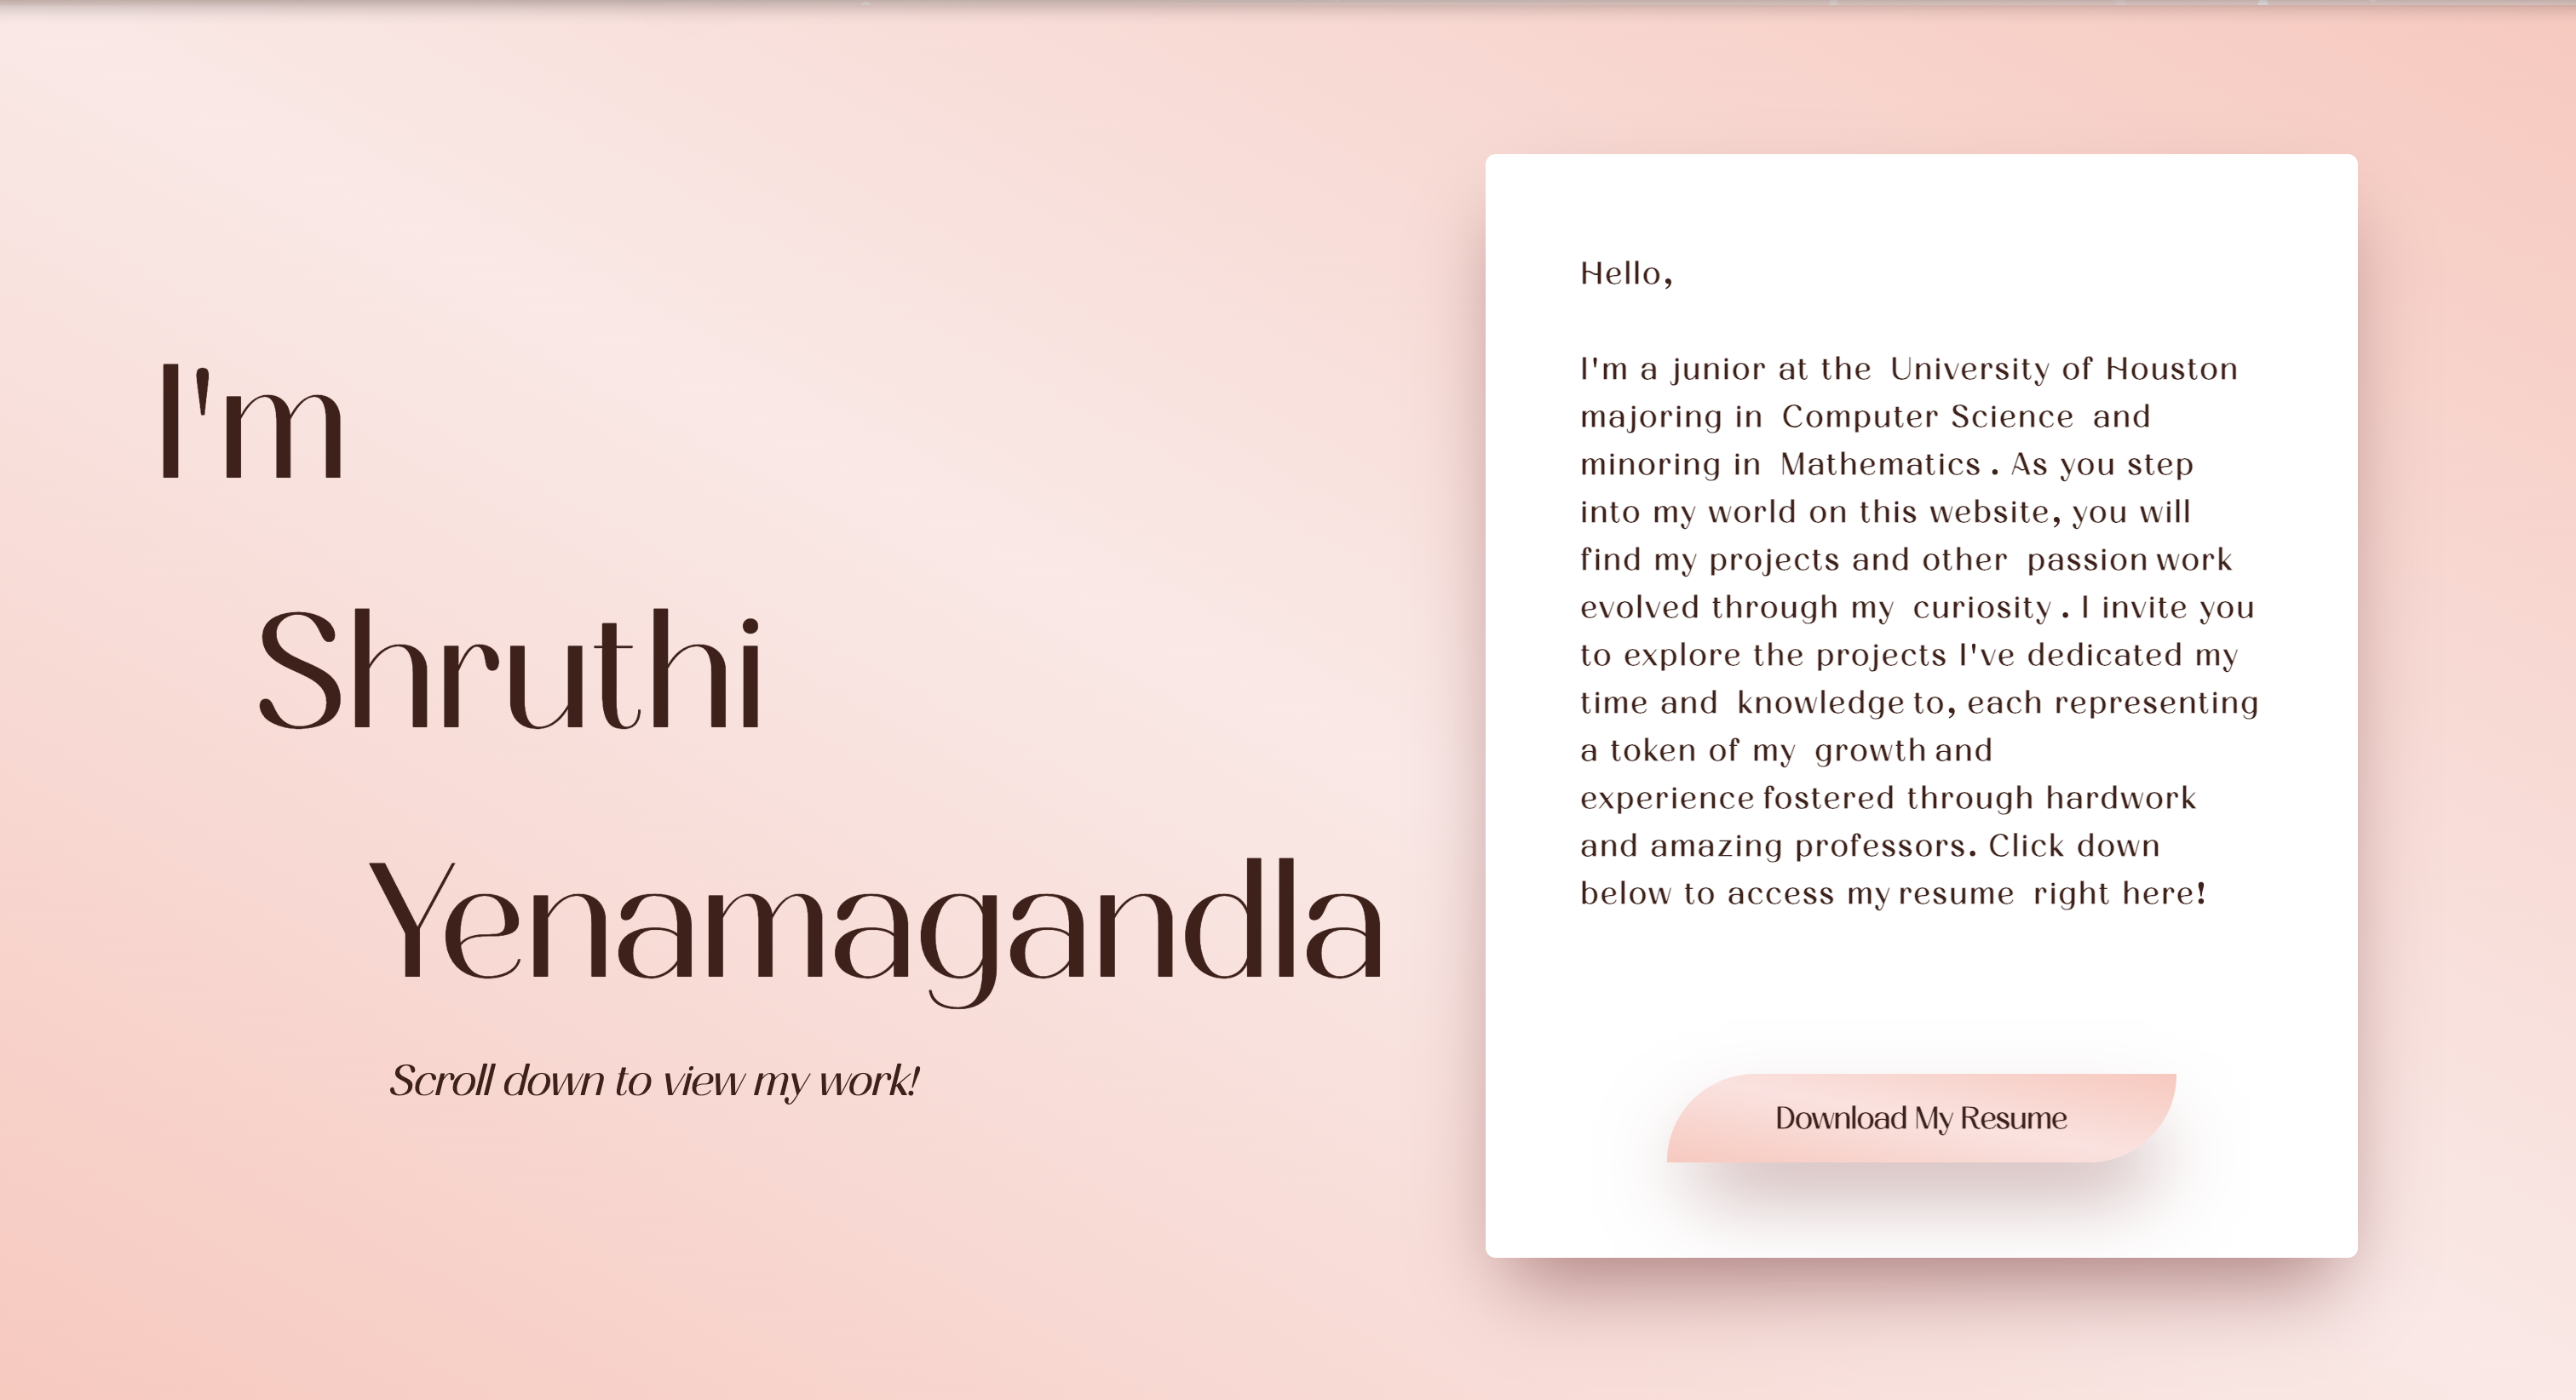 I'm
Shruthi
Yenamagandla
Scroll down to view my work!
Hello,
I'm a junior at the University of Houston
majoring in Computer Science and
minoring in Mathematics . As you step
into my world on this website, you will
find my projects and other passion work
evolved through my curiosity . I invite you
to explore the projects I've dedicated my
time and knowledge to, each representing
a token of my growth and
experience fostered through hardwork
and amazing professors. Click down
below to access my resume right here!
Download My Resume